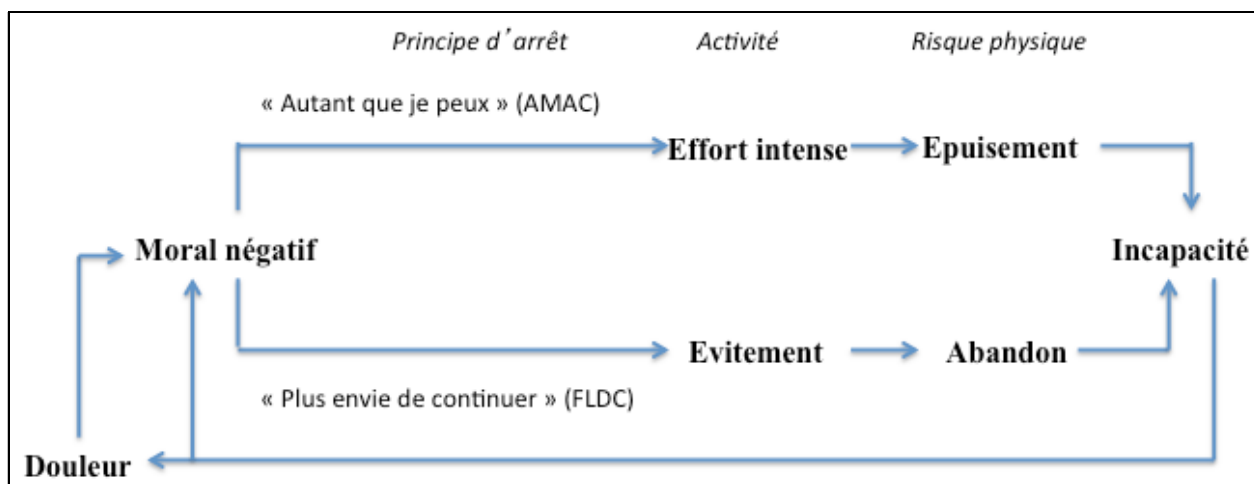 Principe d'arrêt Activité Risque physique
« Autant que je peux » (AMAC)
Effort intense Epuisement
Moral négatif Incapacité
Evitement Abandon
« Plus envie de continuer » (FLDC)
Douleur